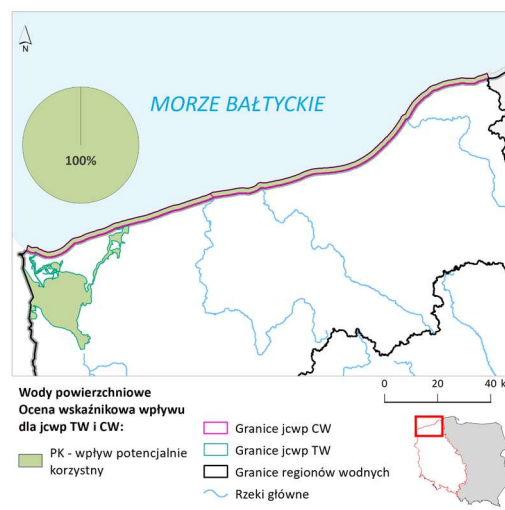 N
MORZE BAŁTYCKIE
100%
Wody powierzchniowe
Ocena wskaźnikowa wpływu
dla jcwp TW i CW:
PK - wpływ potencjalnie
korzystny
Granice jcwp CW
Granice jcwp TW
Granice regionów wodnych
Rzeki główne
0 20 40 k